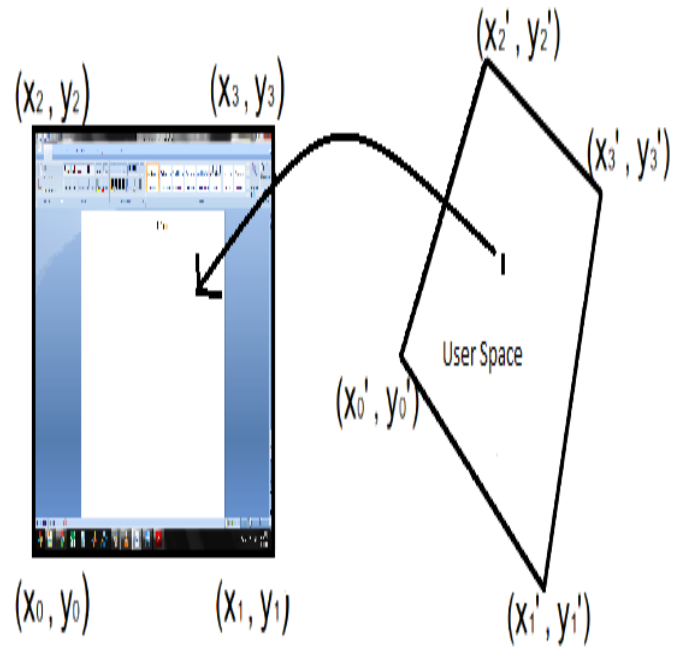 (x₂', y₂')
(x₂, y₂)
(x₃, y₃)
(x₃', y₃')
User Space
(x₀', y₀')
(x₀, y₀)
(x₁, y₁)
(x₁', y₁')